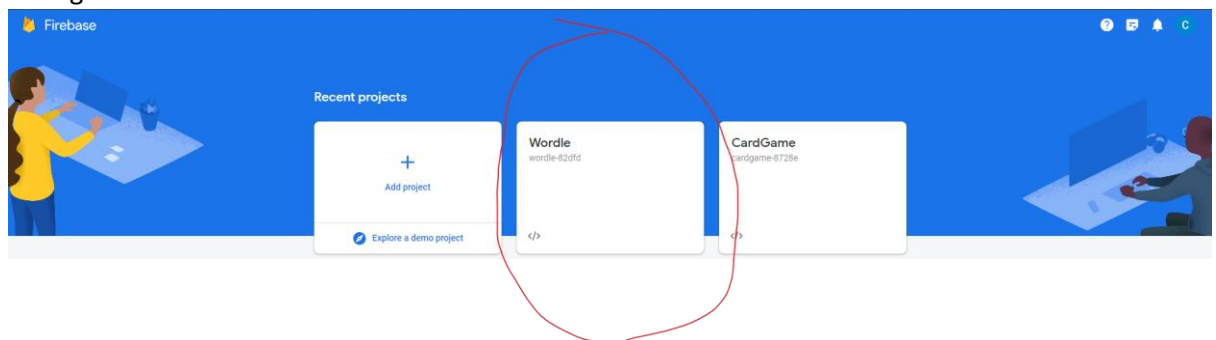 Firebase
C
Recent projects
+
Add project
Explore a demo project
Wordle
wordle-82dfd
</>
CardGame
cardgame-8728e
</>